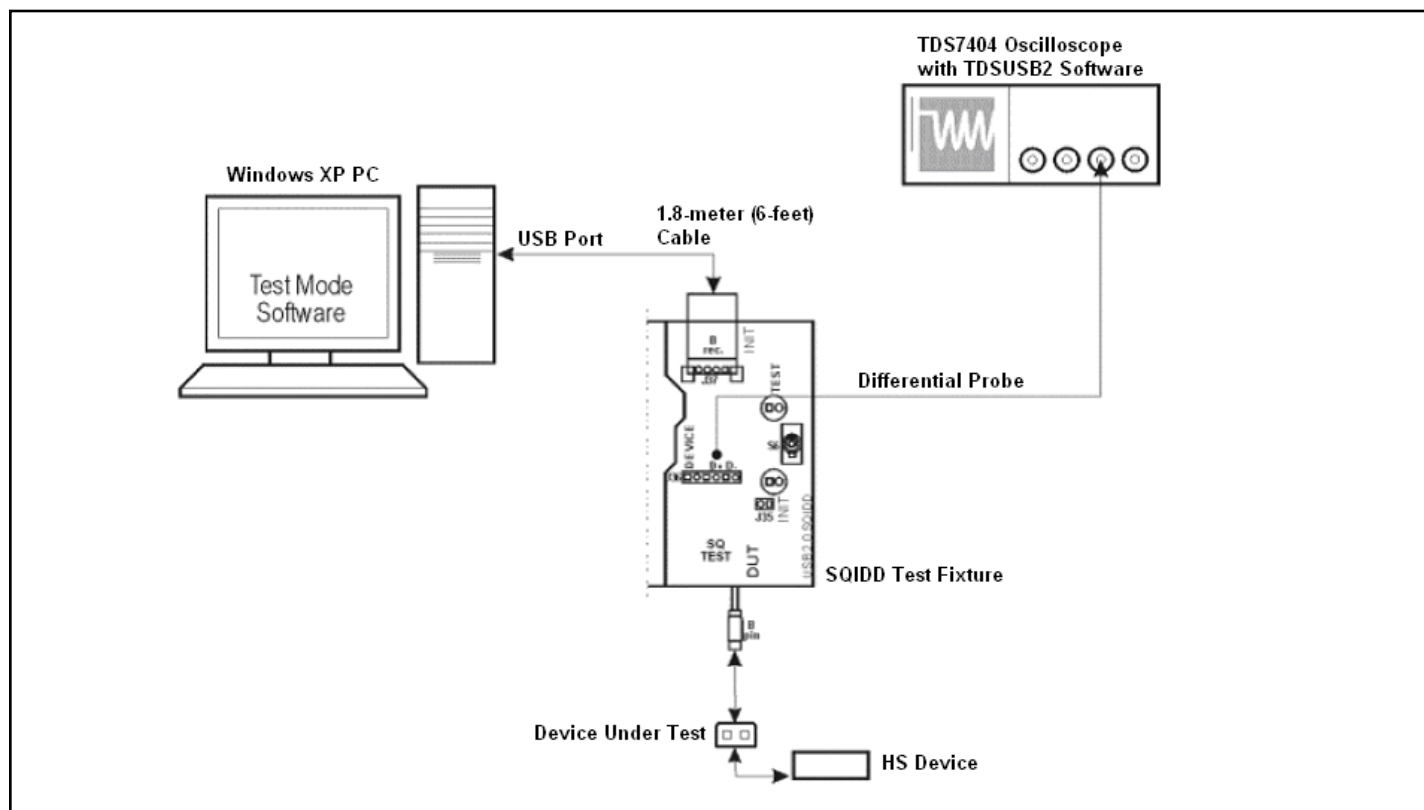 TDS7404 Oscilloscope
with TDSUSB2 Software
Windows XP PC
1.8-meter (6-feet)
Cable
USB Port
Test Mode
Software
B
rec.
INIT
J37
TEST
Differential Probe
DEVICE
D+ D-
S6
INIT
J35
SQ
TEST
DUT
USB2.0SQIDD
SQIDD Test Fixture
B
pin
Device Under Test
HS Device